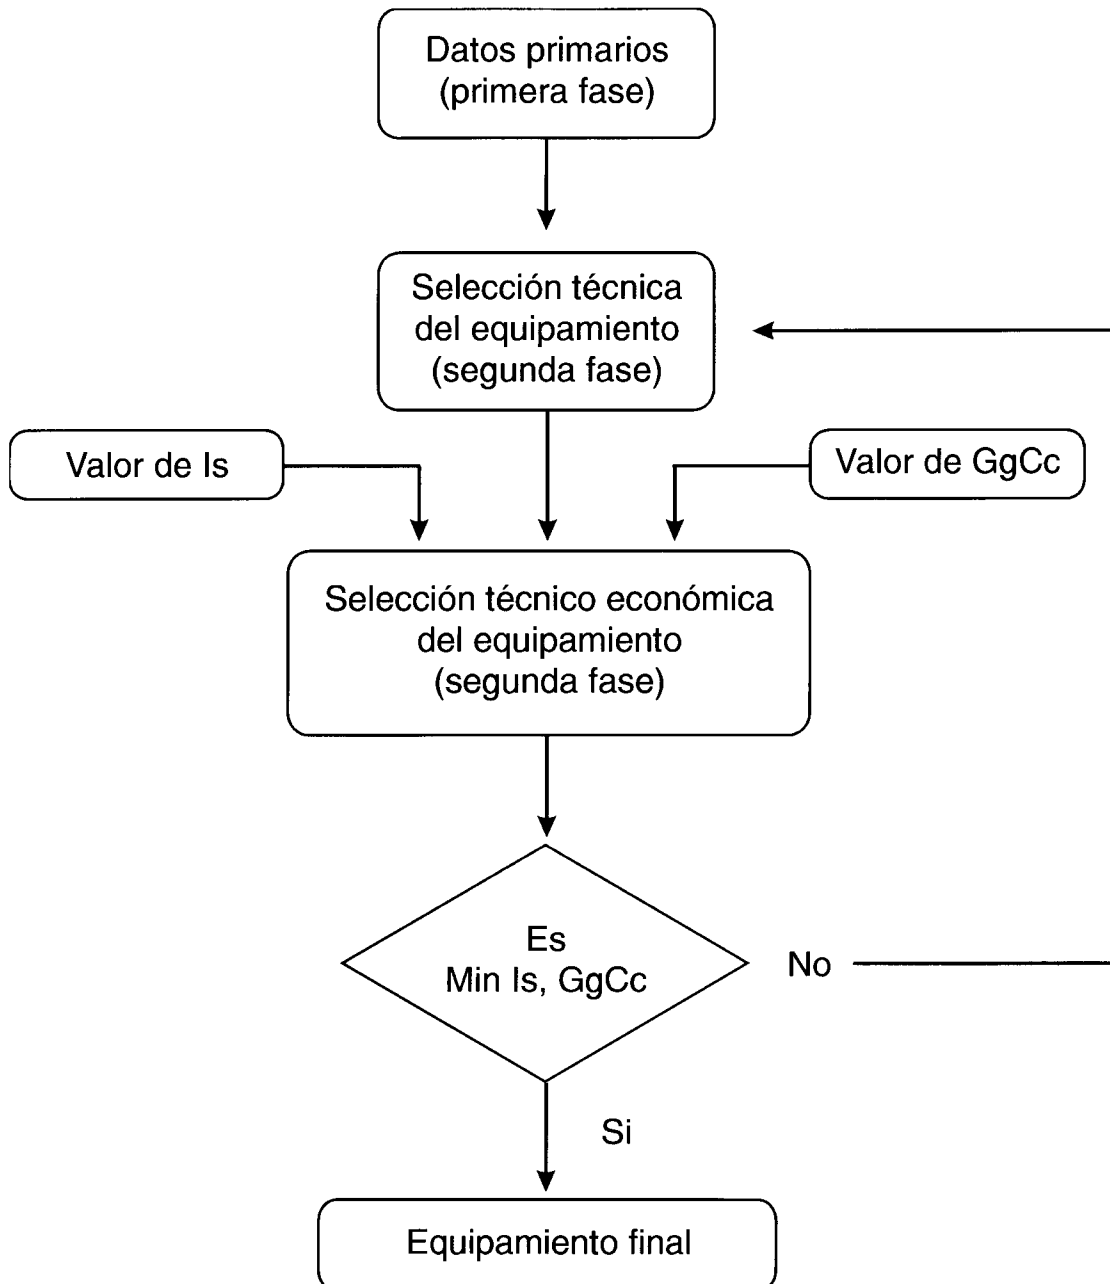 Datos primarios
(primera fase)
Selección técnica
del equipamiento
(segunda fase)
Valor de Is
Valor de GgCc
Selección técnico económica
del equipamiento
(segunda fase)
Es
Min Is, GgCc
No
Si
Equipamiento final